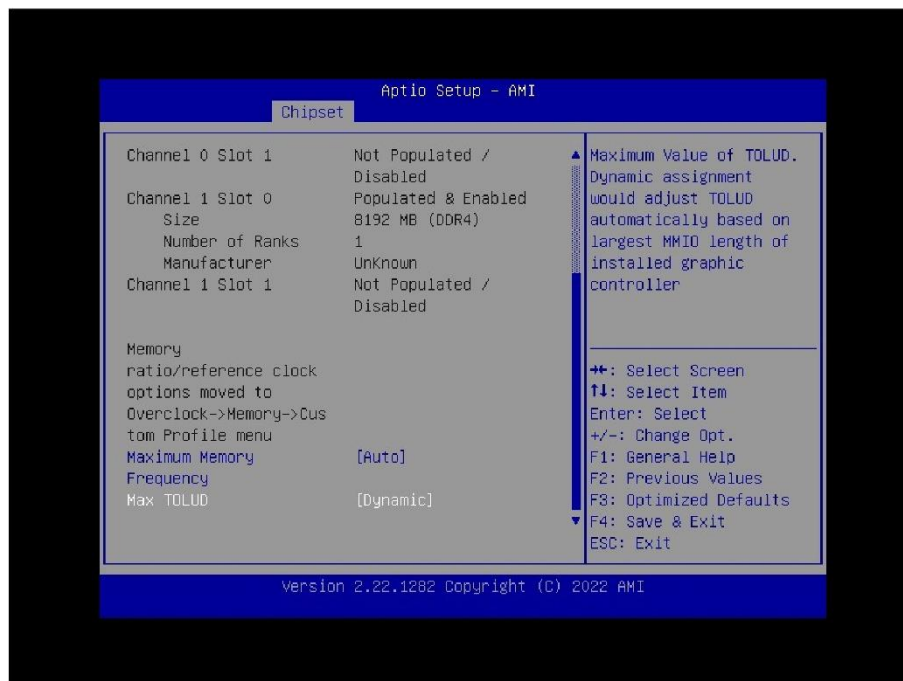 Aptio Setup - AMI
Chipset
Channel 0 Slot 1 Not Populated /
Disabled
Channel 1 Slot 0 Populated & Enabled
Size 8192 MB (DDR4)
Number of Ranks 1
Manufacturer UnKnown
Channel 1 Slot 1 Not Populated /
Disabled
Memory
ratio/reference clock
options moved to
Overclock->Memory->Cus
tom Profile menu
Maximum Memory [Auto]
Frequency
Max TOLUD [Dynamic]
Maximum Value of TOLUD.
Dynamic assignment
would adjust TOLUD
automatically based on
largest MMIO length of
installed graphic
controller
→←: Select Screen
↑↓: Select Item
Enter: Select
+/-: Change Opt.
F1: General Help
F2: Previous Values
F3: Optimized Defaults
F4: Save & Exit
ESC: Exit
Version 2.22.1282 Copyright (C) 2022 AMI